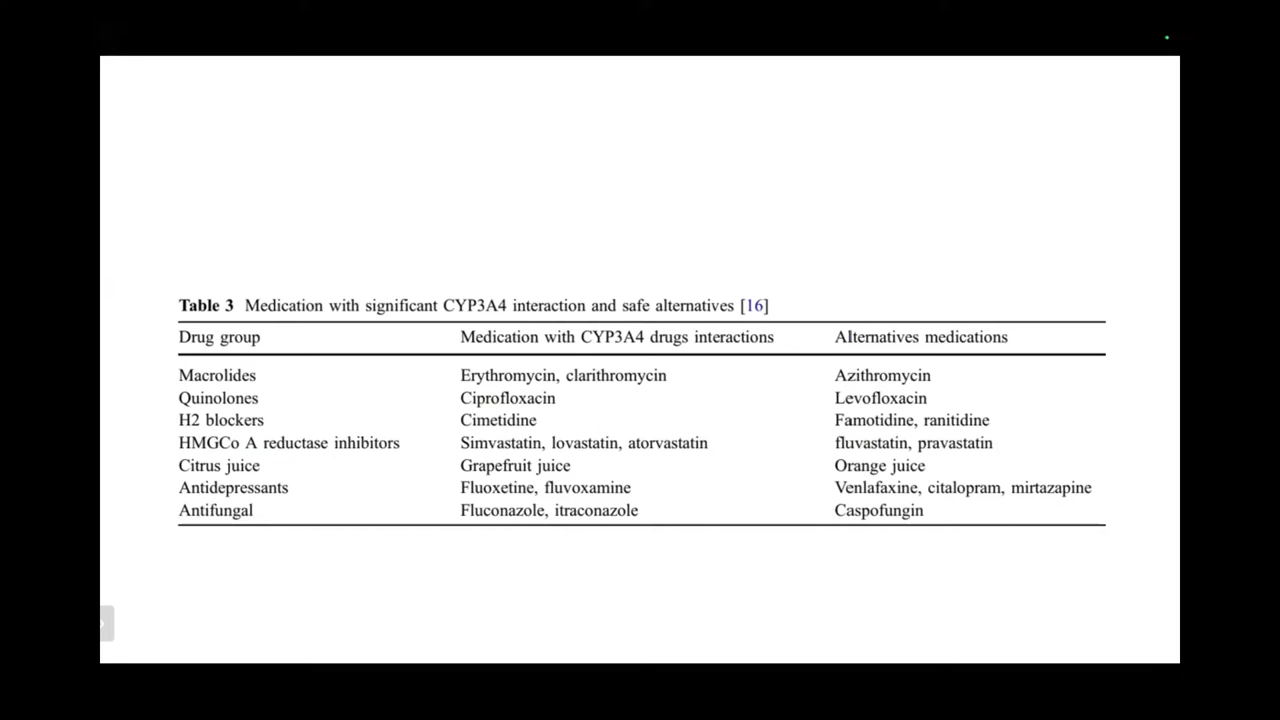 Table 3 Medication with significant CYP3A4 interaction and safe alternatives [16]
Drug group Medication with CYP3A4 drugs interactions Alternatives medications
Macrolides Erythromycin, clarithromycin Azithromycin
Quinolones Ciprofloxacin Levofloxacin
H2 blockers Cimetidine Famotidine, ranitidine
HMGCo A reductase inhibitors Simvastatin, lovastatin, atorvastatin fluvastatin, pravastatin
Citrus juice Grapefruit juice Orange juice
Antidepressants Fluoxetine, fluvoxamine Venlafaxine, citalopram, mirtazapine
Antifungal Fluconazole, itraconazole Caspofungin